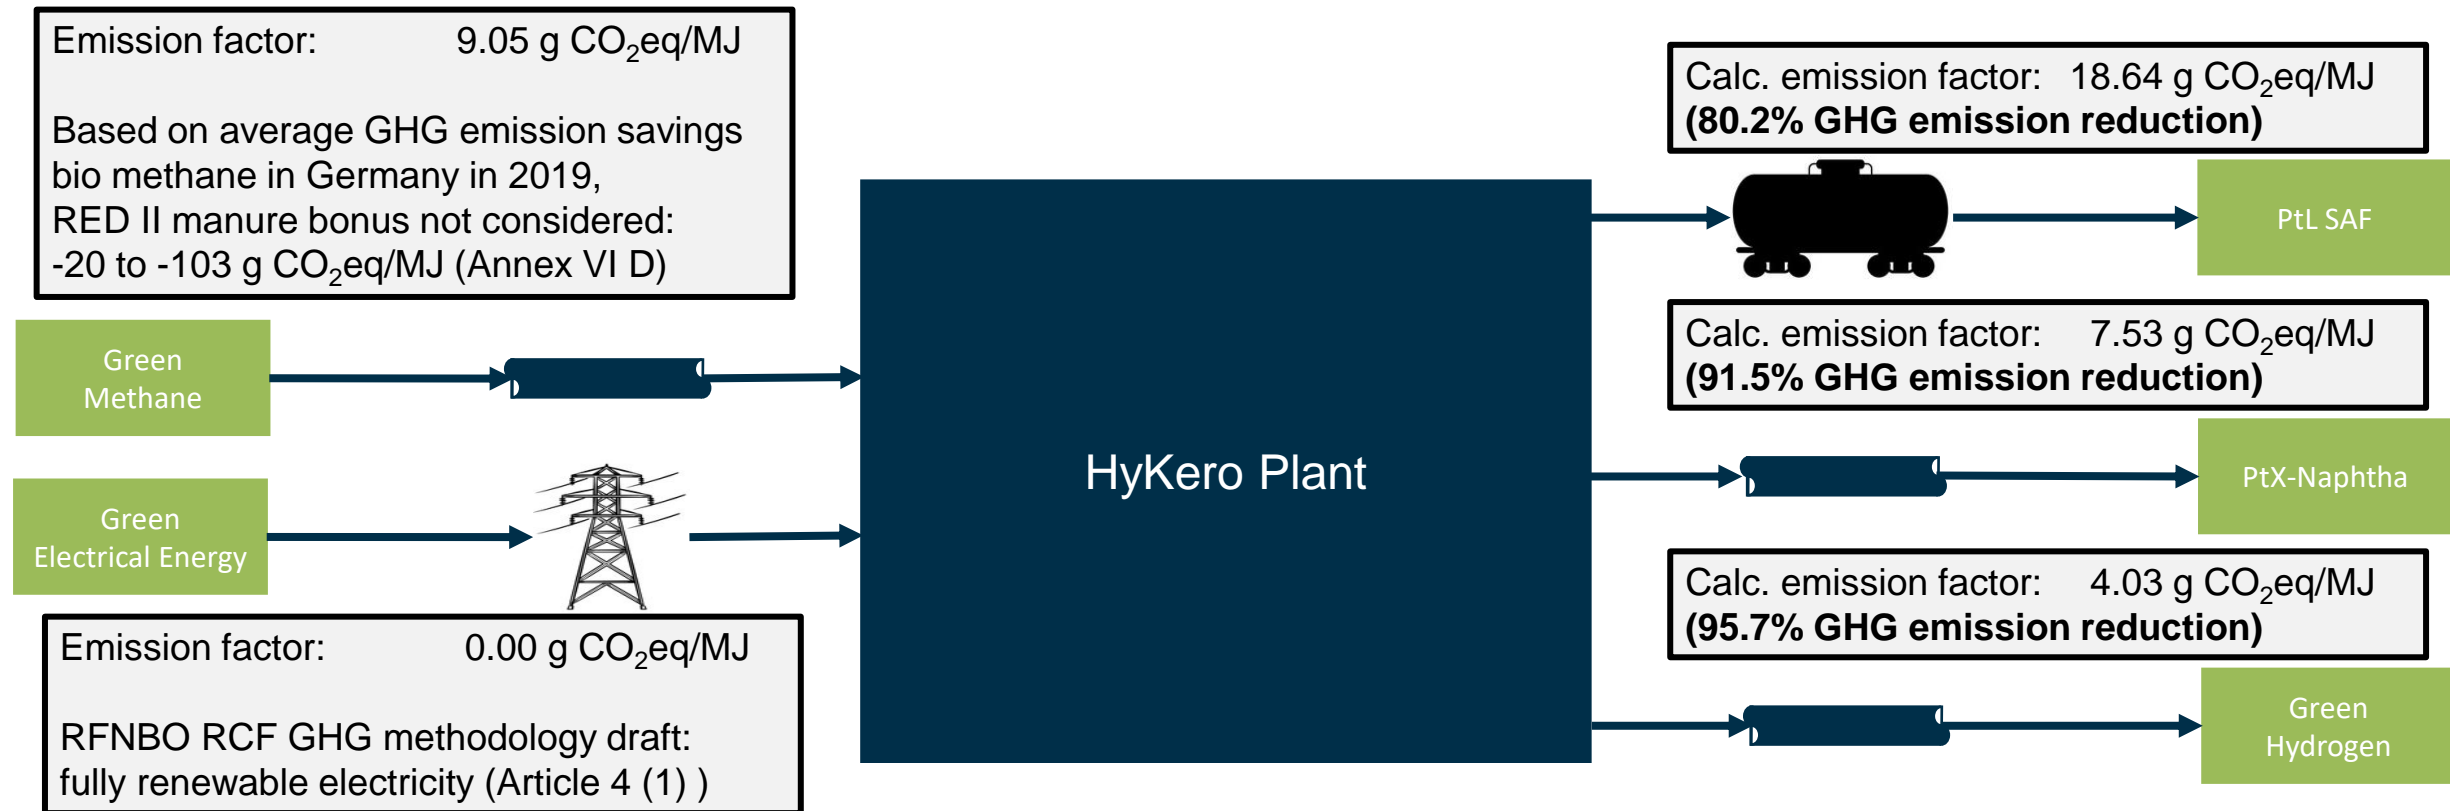 Emission factor: 9.05 g CO₂eq/MJ
Based on average GHG emission savings
bio methane in Germany in 2019,
RED II manure bonus not considered:
-20 to -103 g CO₂eq/MJ (Annex VI D)
Green
Methane
Green
Electrical Energy
Emission factor: 0.00 g CO₂eq/MJ
RFNBO RCF GHG methodology draft:
fully renewable electricity (Article 4 (1) )
HyKero Plant
Calc. emission factor: 18.64 g CO₂eq/MJ
(80.2% GHG emission reduction)
PtL SAF
Calc. emission factor: 7.53 g CO₂eq/MJ
(91.5% GHG emission reduction)
PtX-Naphtha
Calc. emission factor: 4.03 g CO₂eq/MJ
(95.7% GHG emission reduction)
Green
Hydrogen